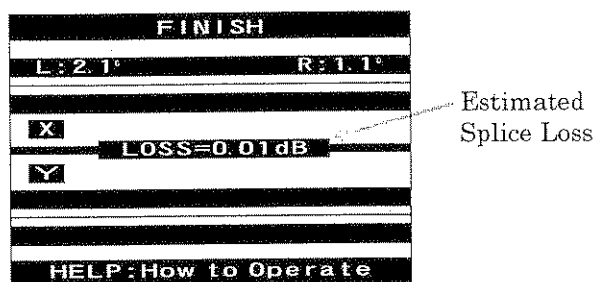 FINISH
L:2.1° R:1.1°
X
LOSS=0.01dB
Y
HELP:How to Operate
Estimated
Splice Loss